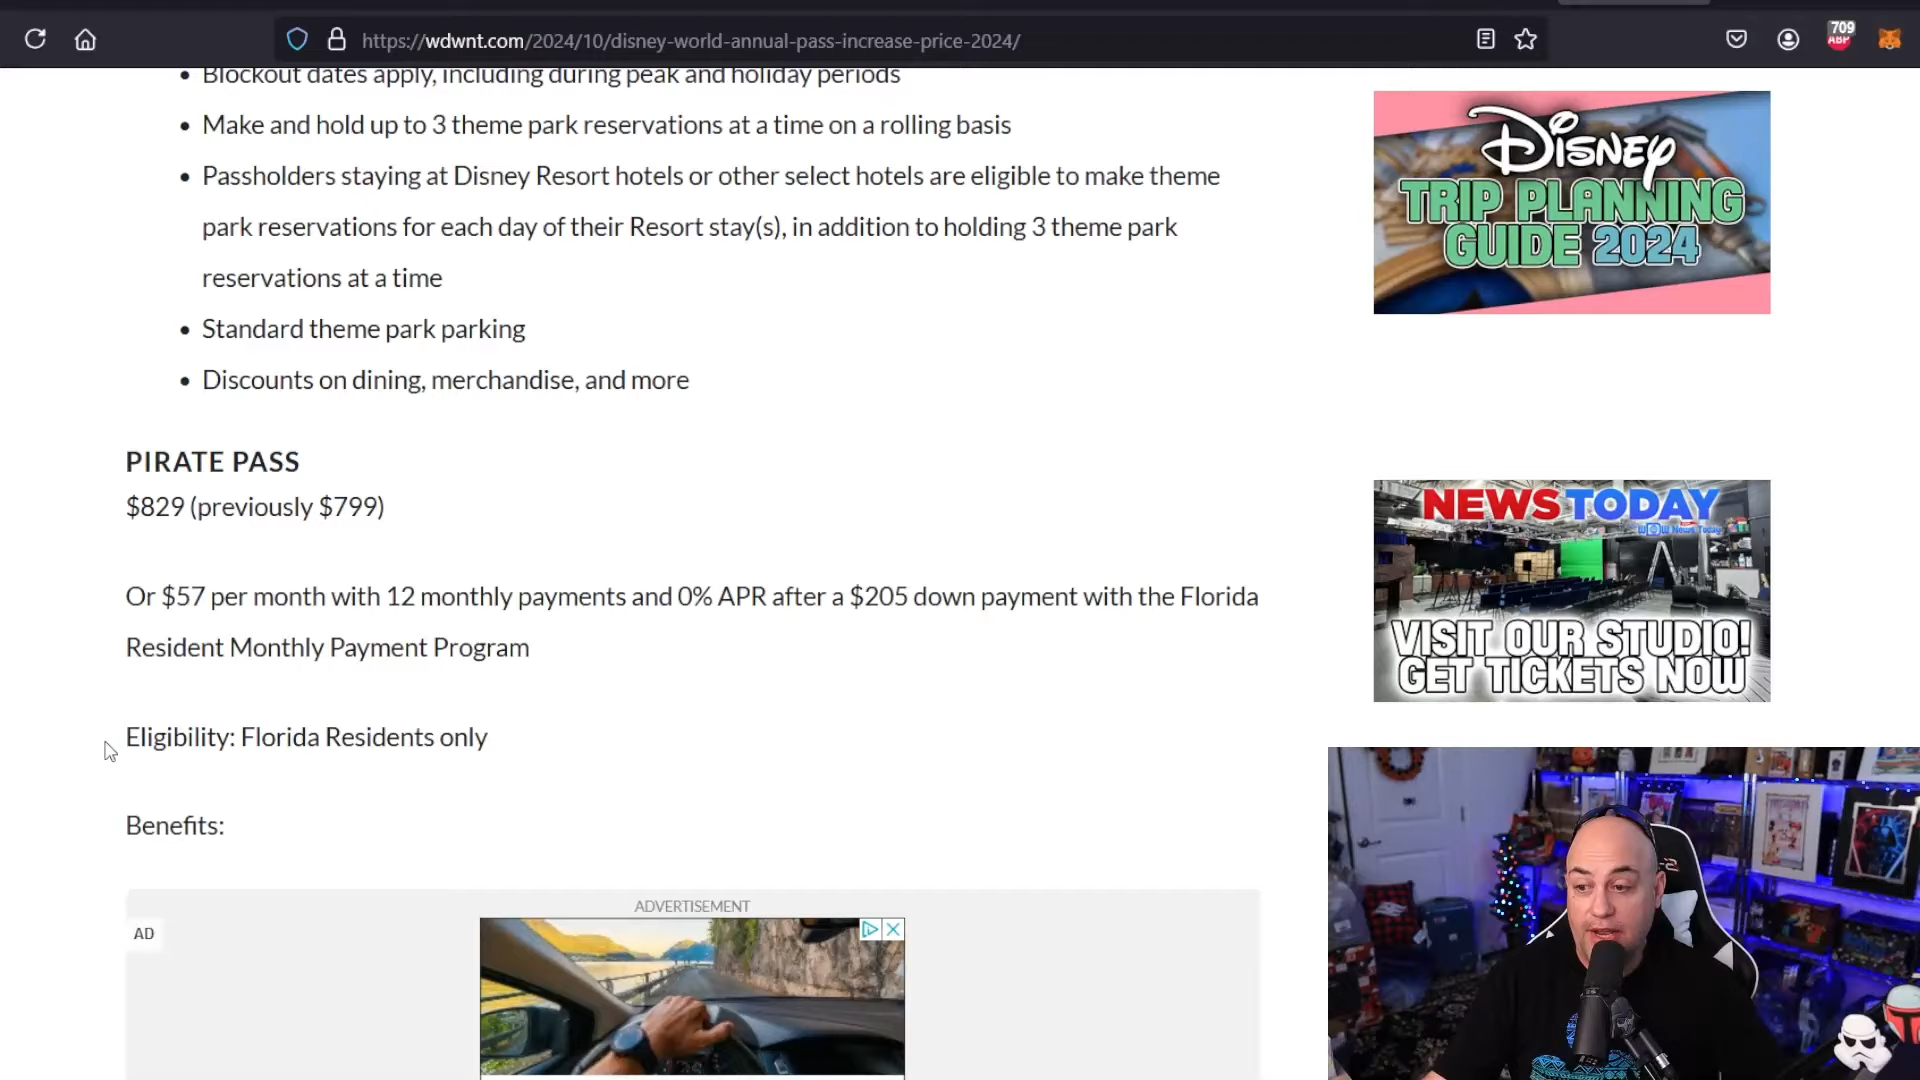 https://wdwnt.com/2024/10/disney-world-annual-pass-increase-price-2024/
709
ABP
Blockout dates apply, including during peak and holiday periods
Make and hold up to 3 theme park reservations at a time on a rolling basis
Passholders staying at Disney Resort hotels or other select hotels are eligible to make theme
park reservations for each day of their Resort stay(s), in addition to holding 3 theme park
reservations at a time
Standard theme park parking
Discounts on dining, merchandise, and more
PIRATE PASS
$829 (previously $799)
Or $57 per month with 12 monthly payments and 0% APR after a $205 down payment with the Florida
Resident Monthly Payment Program
Eligibility: Florida Residents only
Benefits:
ADVERTISEMENT
AD
DISNEY
TRIP PLANNING
GUIDE 2024
NEWS TODAY
WDW News Today
VISIT OUR STUDIO!
GET TICKETS NOW